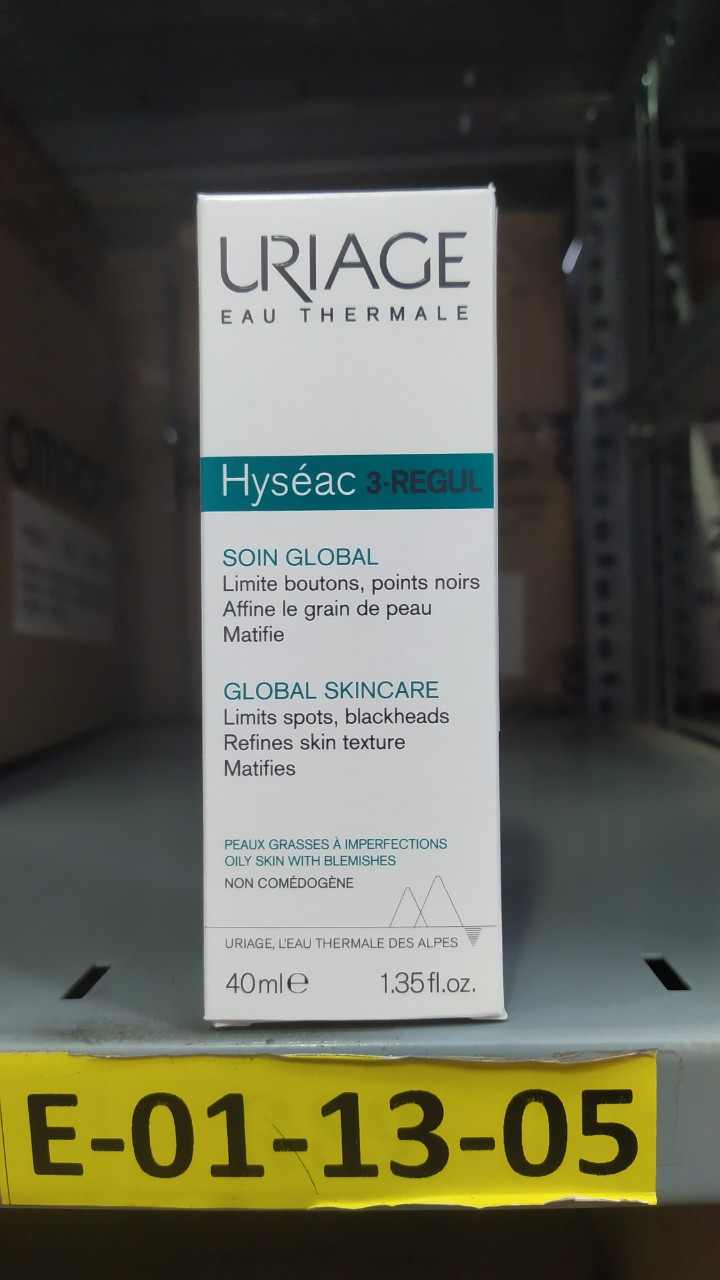 URIAGE
EAU THERMALE
Hyséac 3-REGUL
SOIN GLOBAL
Limite boutons, points noirs
Affine le grain de peau
Matifie
GLOBAL SKINCARE
Limits spots, blackheads
Refines skin texture
Matifies
PEAUX GRASSES À IMPERFECTIONS
OILY SKIN WITH BLEMISHES
NON COMÉDOGÈNE
URIAGE, L'EAU THERMALE DES ALPES
40ml℮ 1.35fl.oz.
E-01-13-05